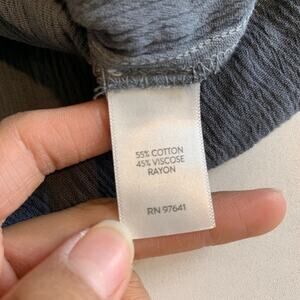 55% COTTON
45% VISCOSE
RAYON
RN 97641